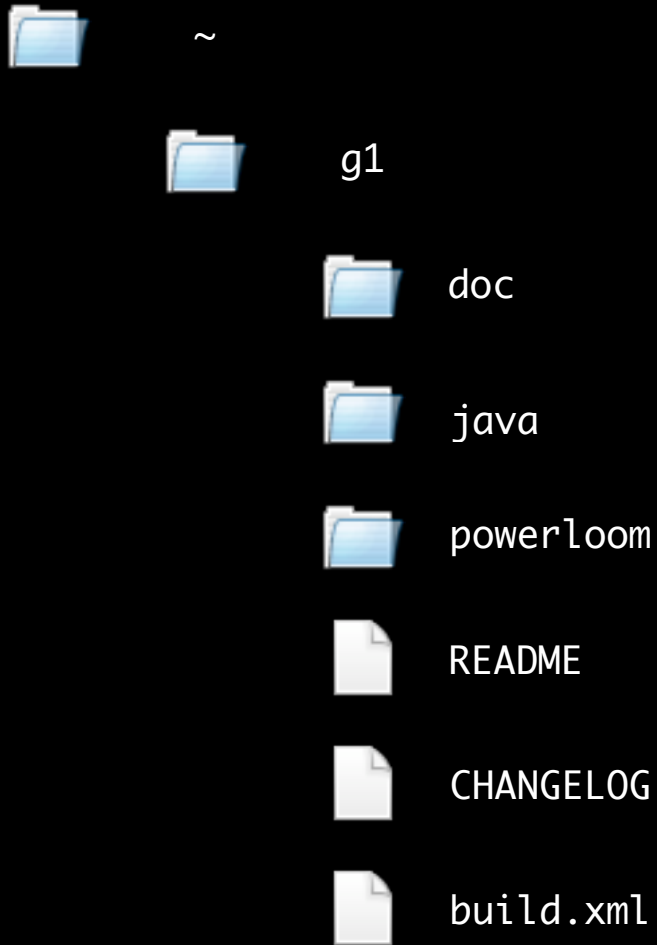 ~
g1
doc
java
powerloom
README
CHANGELOG
build.xml